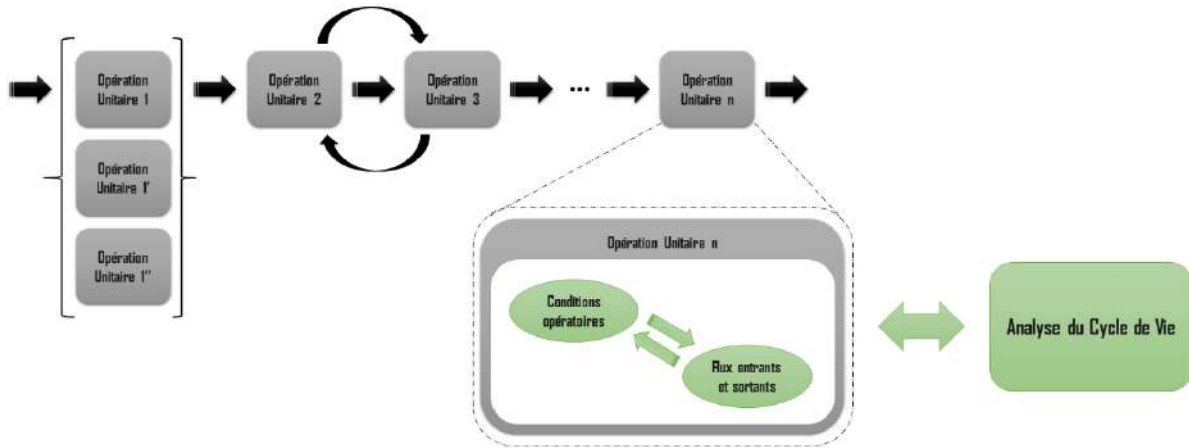 Opération
Unitaire 1
Opération
Unitaire 1'
Opération
Unitaire 1''
Opération
Unitaire 2
Opération
Unitaire 3
...
Opération
Unitaire n
Opération Unitaire n
Conditions
opératoires
Flux entrants
et sortants
Analyse du Cycle de Vie